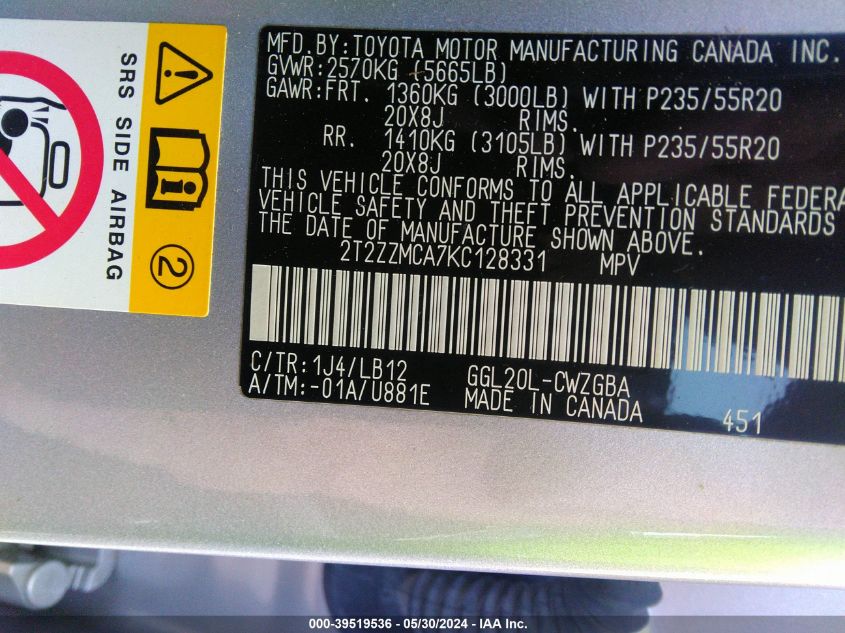 SRS SIDE AIRBAG
2
MFD.BY:TOYOTA MOTOR MANUFACTURING CANADA INC.
GVWR:2570KG (5665LB)
GAWR:FRT. 1360KG (3000LB) WITH P235/55R20
20X8J RIMS.
RR. 1410KG (3105LB) WITH P235/55R20
20X8J RIMS.
THIS VEHICLE CONFORMS TO ALL APPLICABLE FEDERA
VEHICLE SAFETY AND THEFT PREVENTION STANDARDS
THE DATE OF MANUFACTURE SHOWN ABOVE.
2T2ZZMCA7KC128331 MPV
C/TR:1J4/LB12 GGL20L-CWZGBA
A/TM:-01A/U881E MADE IN CANADA 451
000-39519536 - 05/30/2024 - IAA Inc.